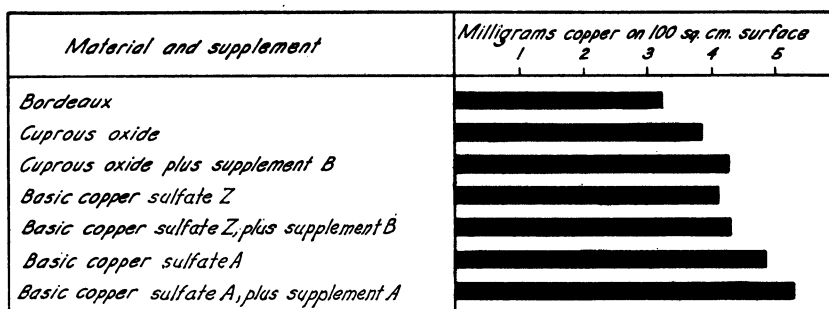 Material and supplement
Milligrams copper on 100 sq. cm. surface
1 2 3 4 5
Bordeaux
Cuprous oxide
Cuprous oxide plus supplement B
Basic copper sulfate Z
Basic copper sulfate Z, plus supplement B
Basic copper sulfate A
Basic copper sulfate A, plus supplement A